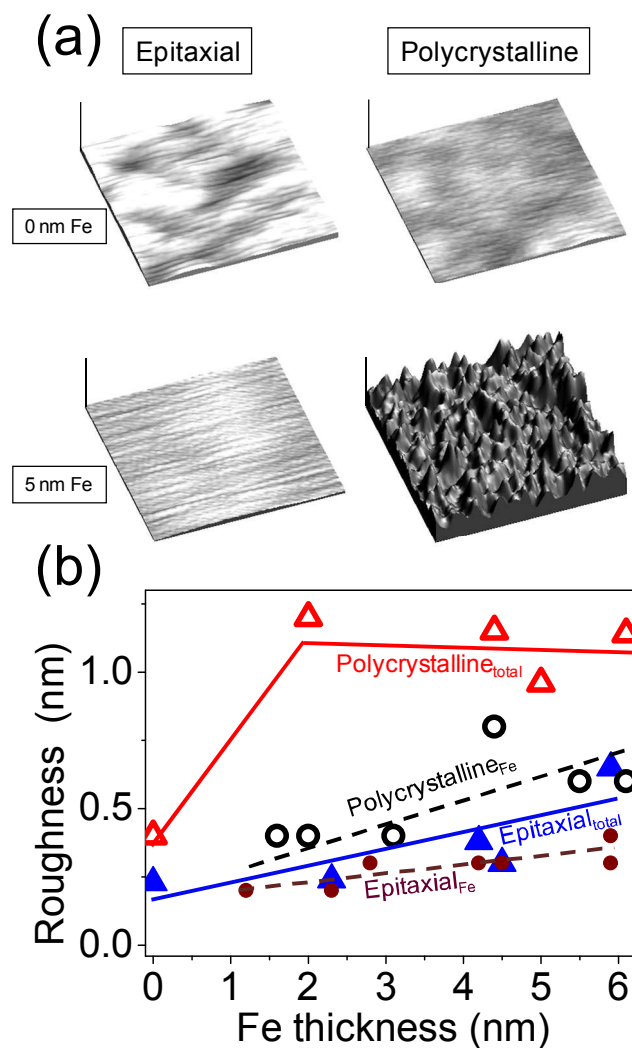 (a)
Epitaxial Polycrystalline
0 nm Fe
5 nm Fe
(b)
Roughness (nm)
1.0
0.5
0.0
Polycrystalline_total
Polycrystalline_Fe
Epitaxial_total
Epitaxial_Fe
0 1 2 3 4 5 6
Fe thickness (nm)